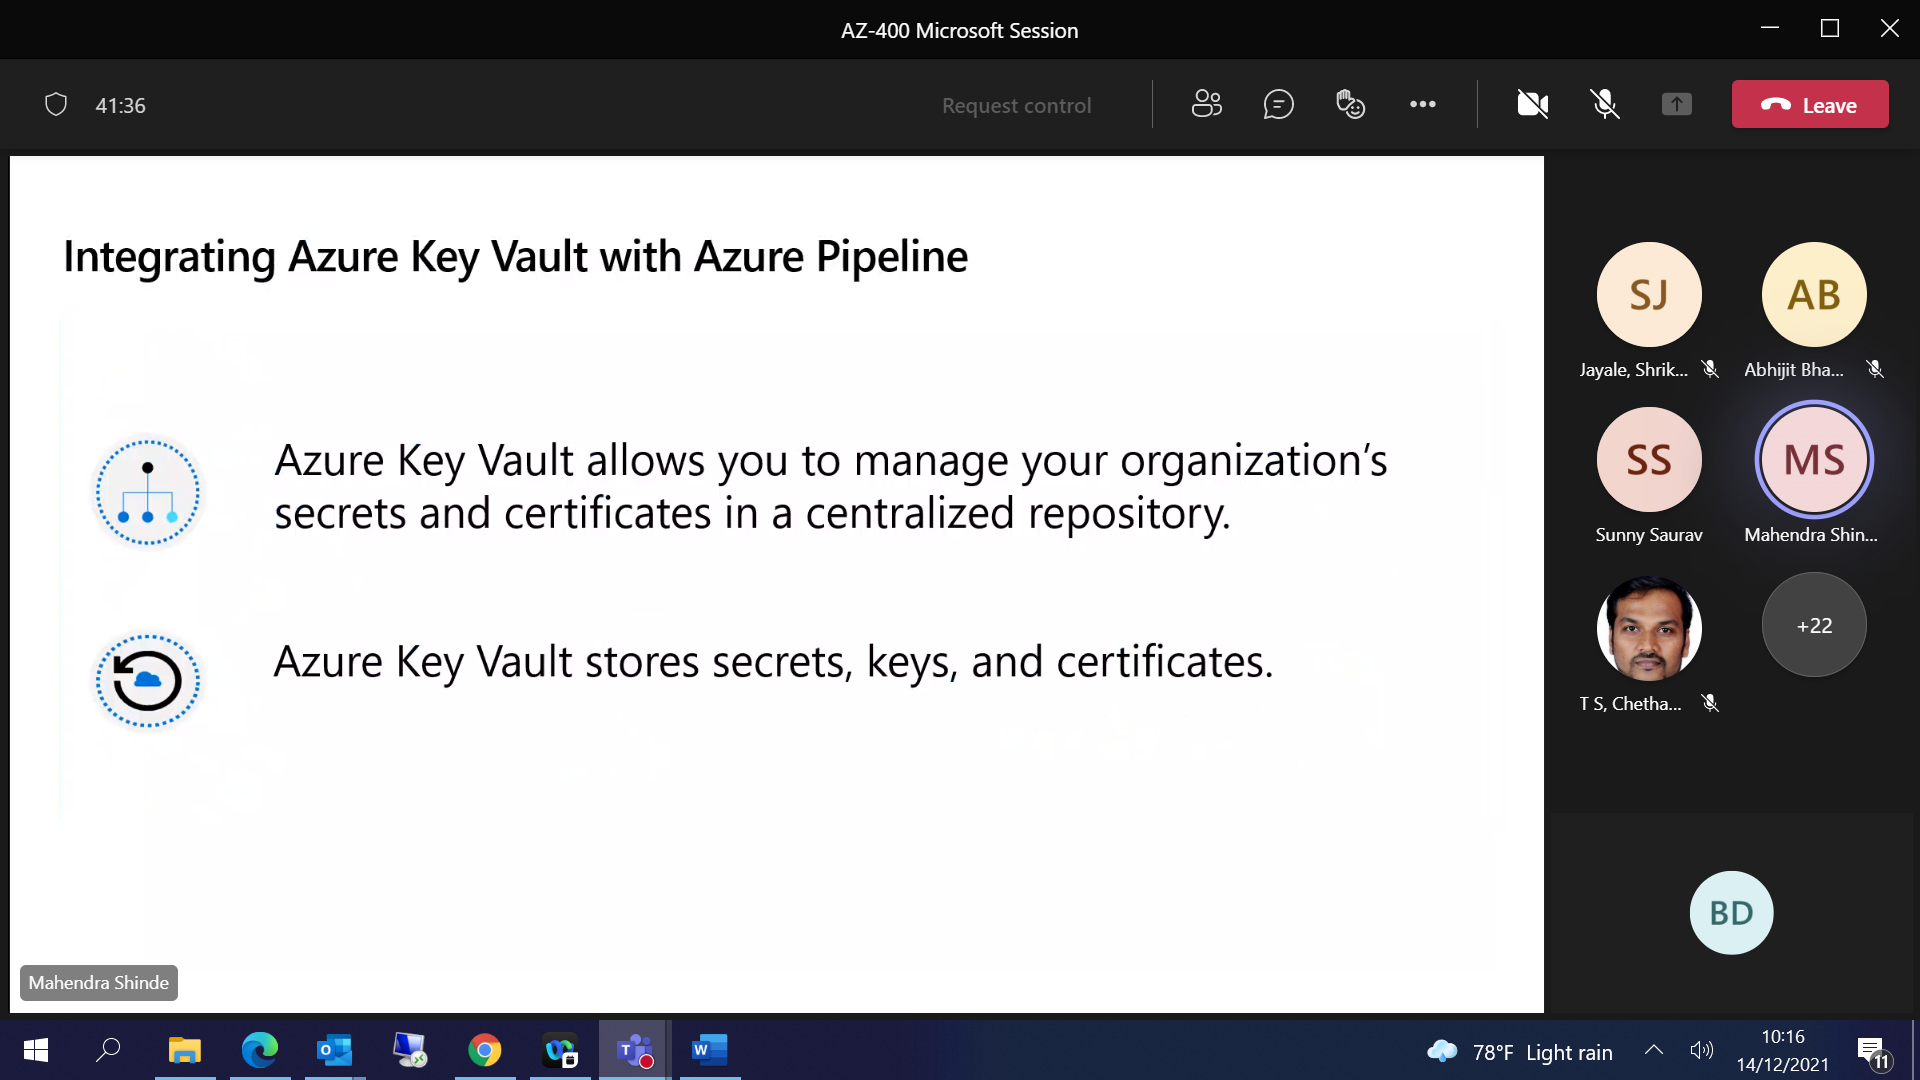 AZ-400 Microsoft Session
41:36
Request control
Leave
Integrating Azure Key Vault with Azure Pipeline
Azure Key Vault allows you to manage your organization’s
secrets and certificates in a centralized repository.
Azure Key Vault stores secrets, keys, and certificates.
Mahendra Shinde
SJ
AB
Jayale, Shrik...
Abhijit Bha...
SS
MS
Sunny Saurav
Mahendra Shin...
+22
T S, Chetha...
BD
O
T
W
78°F Light rain
10:16
14/12/2021
11